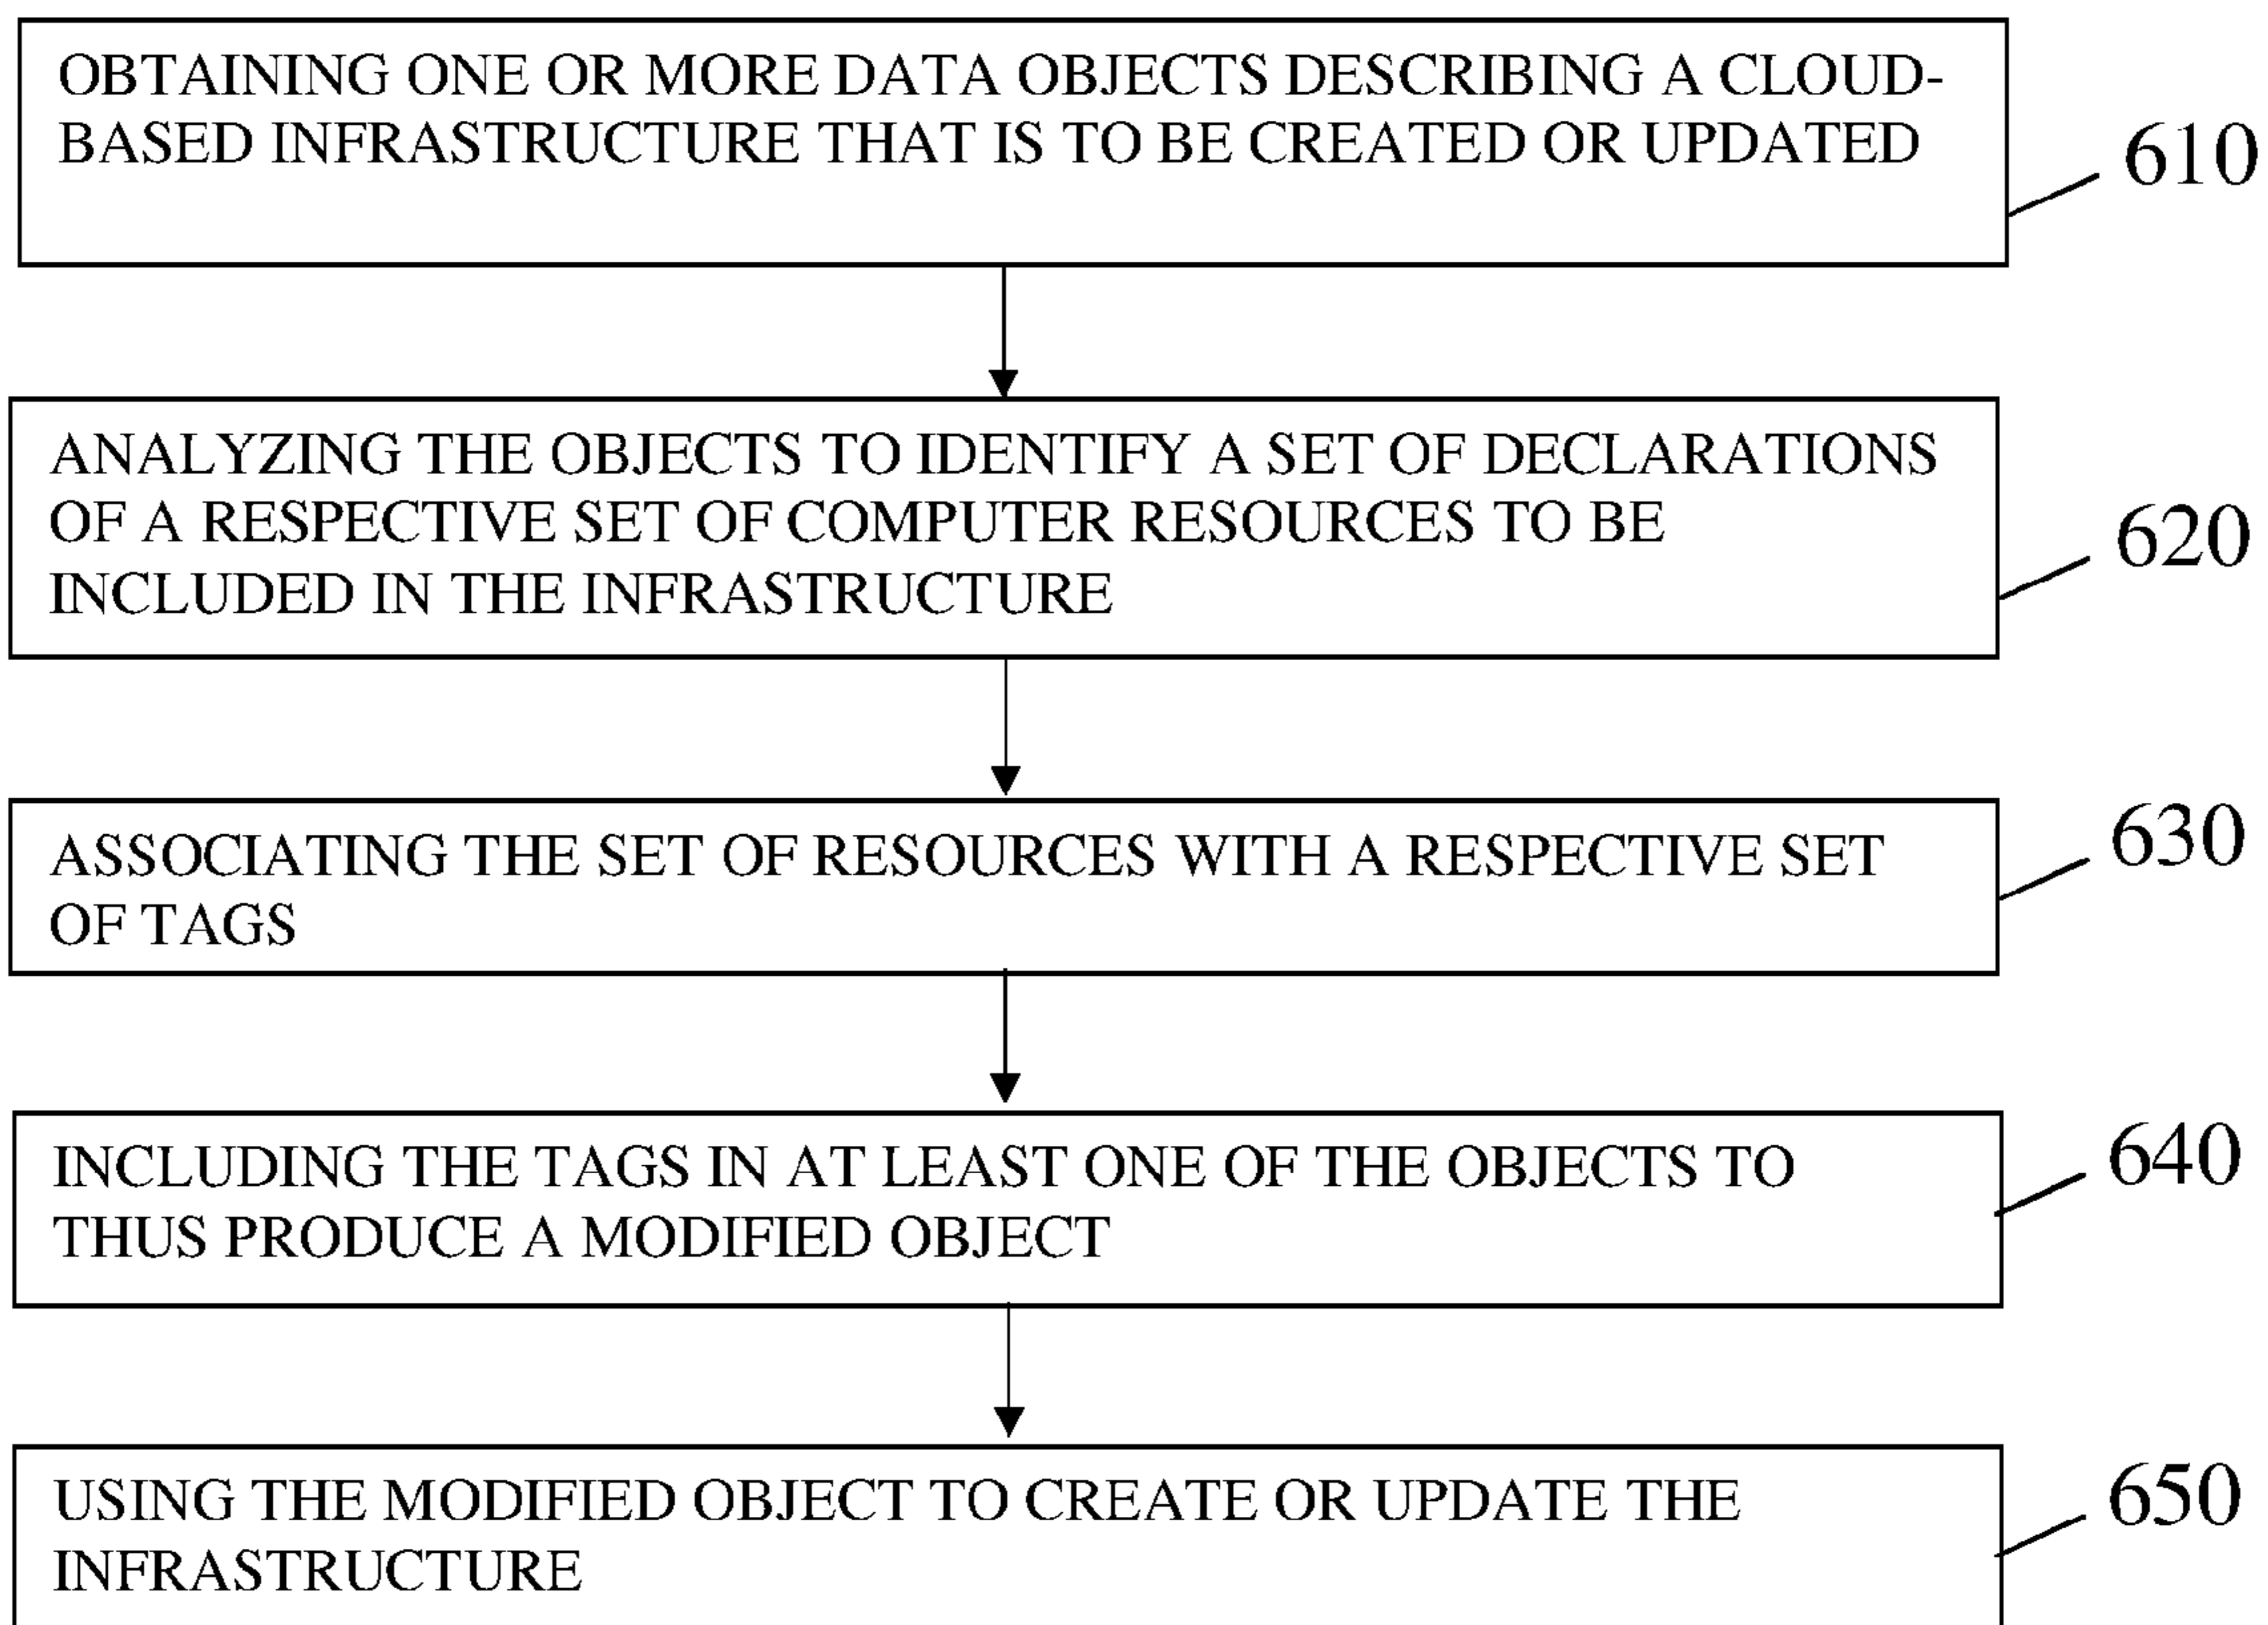 OBTAINING ONE OR MORE DATA OBJECTS DESCRIBING A CLOUD-
BASED INFRASTRUCTURE THAT IS TO BE CREATED OR UPDATED
610
ANALYZING THE OBJECTS TO IDENTIFY A SET OF DECLARATIONS
OF A RESPECTIVE SET OF COMPUTER RESOURCES TO BE
INCLUDED IN THE INFRASTRUCTURE
620
ASSOCIATING THE SET OF RESOURCES WITH A RESPECTIVE SET
OF TAGS
630
INCLUDING THE TAGS IN AT LEAST ONE OF THE OBJECTS TO
THUS PRODUCE A MODIFIED OBJECT
640
USING THE MODIFIED OBJECT TO CREATE OR UPDATE THE
INFRASTRUCTURE
650